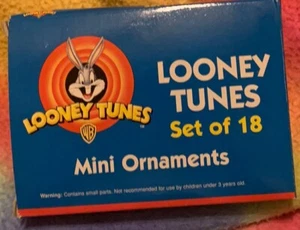 LOONEY TUNES
WB
TM
LOONEY
TUNES
Set of 18
Mini Ornaments
Warning: Contains small parts. Not recommended for use by children under 3 years old.